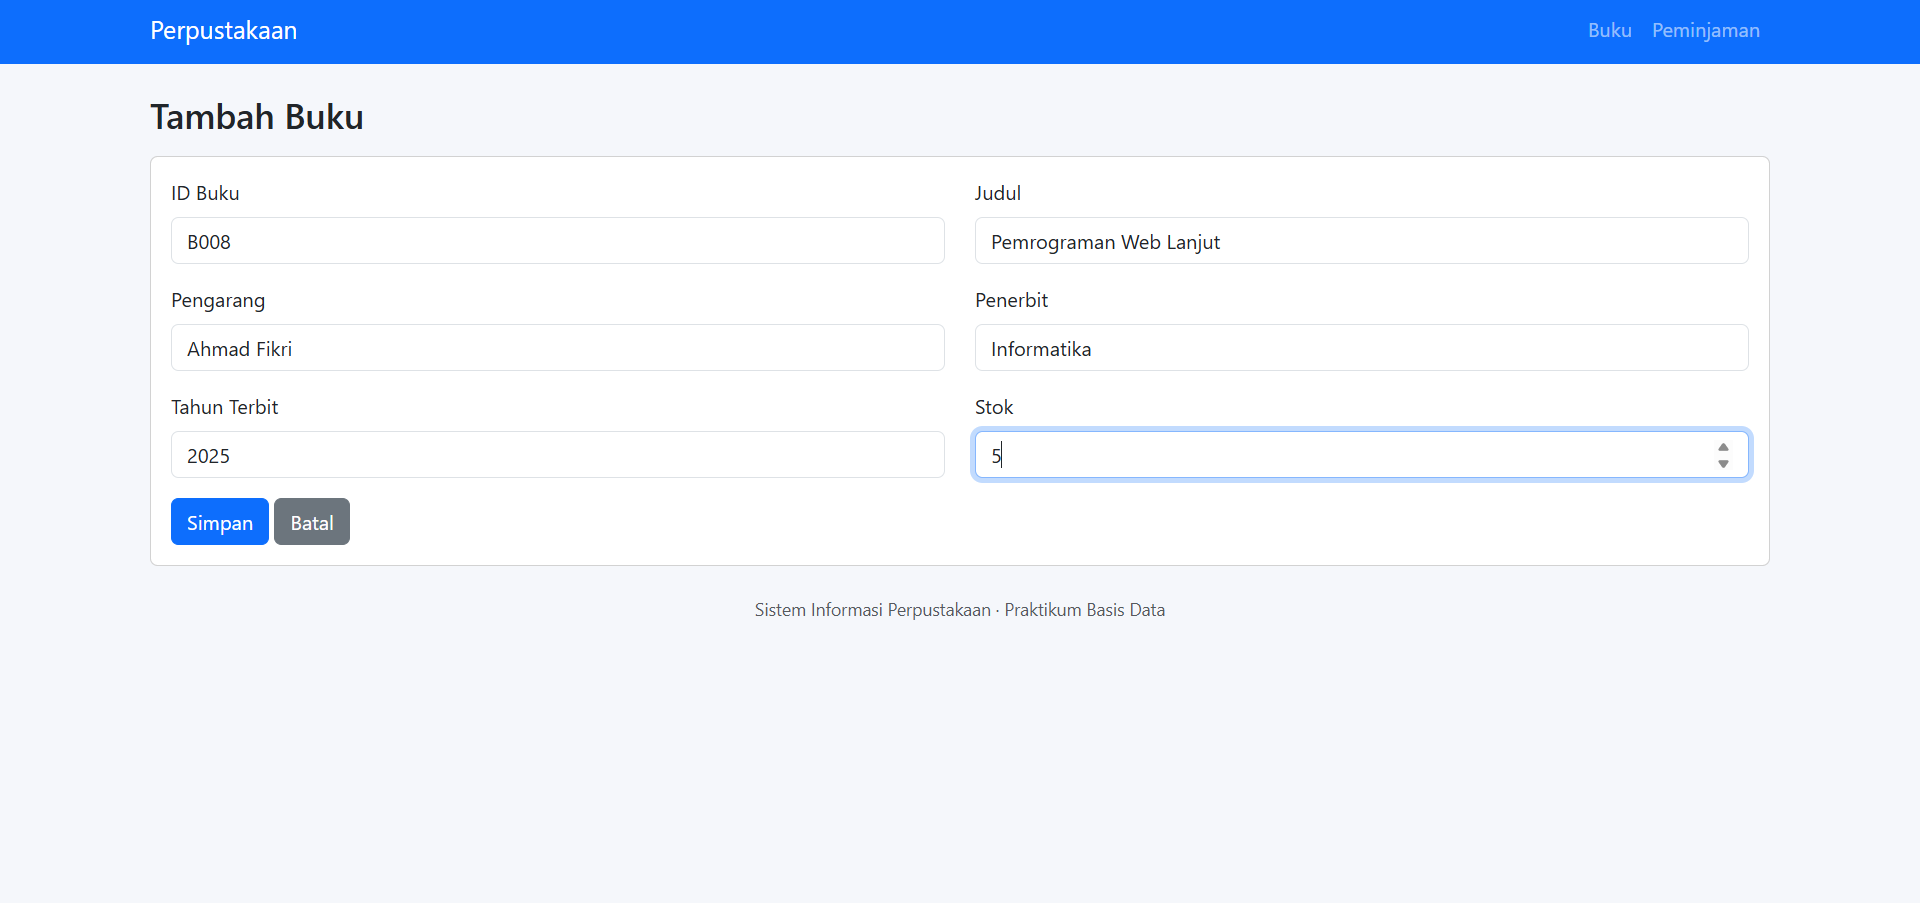 Perpustakaan
Buku Peminjaman
Tambah Buku
ID Buku
B008
Judul
Pemrograman Web Lanjut
Pengarang
Ahmad Fikri
Penerbit
Informatika
Tahun Terbit
2025
Stok
5
Simpan Batal
Sistem Informasi Perpustakaan · Praktikum Basis Data